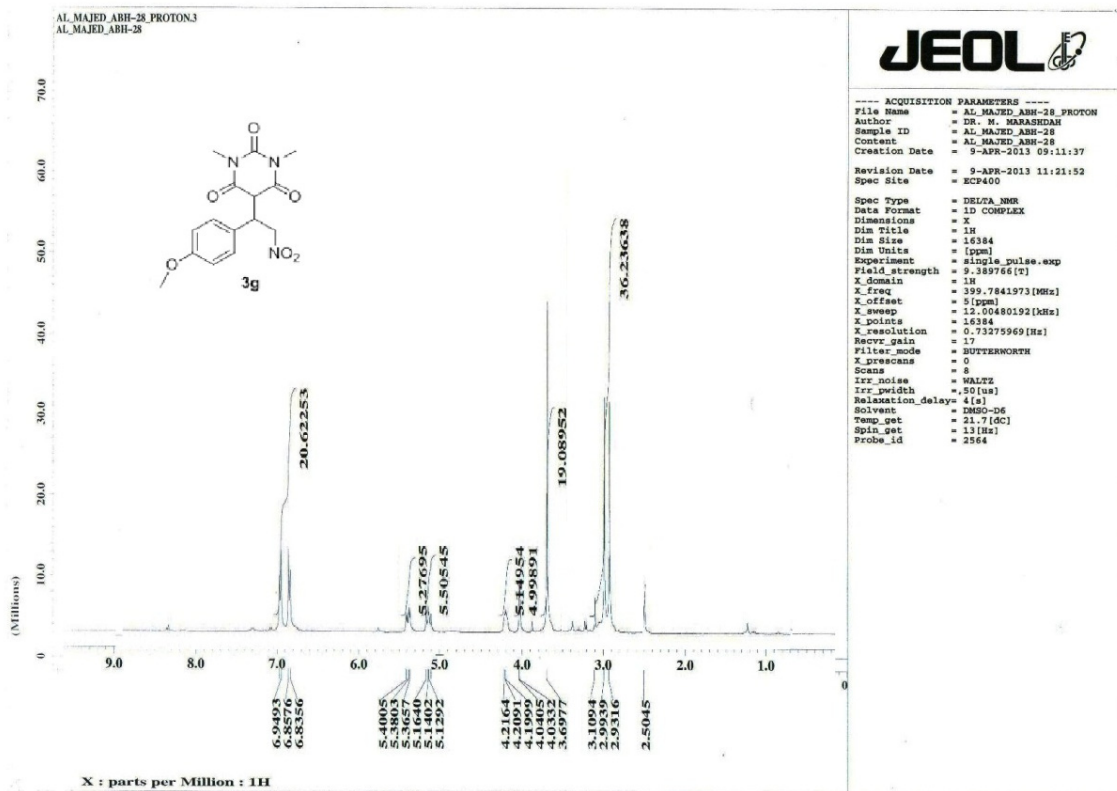 AL_MAJED_ABH-28_PROTON.3
AL_MAJED_ABH-28
JEOL
---- ACQUISITION PARAMETERS ----
File Name = AL_MAJED_ABH-28_PROTON
Author = DR. M. MARASHDAH
Sample ID = AL_MAJED_ABH-28
Content = AL_MAJED_ABH-28
Creation Date = 9-APR-2013 09:11:37
Revision Date = 9-APR-2013 11:21:52
Spec Site = ECP400
Spec Type = DELTA_NMR
Data Format = 1D COMPLEX
Dimensions = X
Dim Title = 1H
Dim Size = 16384
Dim Units = [ppm]
Experiment = single_pulse.exp
Field_strength = 9.389766[T]
X_domain = 1H
X_freq = 399.7841973[MHz]
X_offset = 5[ppm]
X_sweep = 12.00480192[kHz]
X_points = 16384
X_resolution = 0.73275969[Hz]
Recvr_gain = 17
Filter_mode = BUTTERWORTH
X_prescans = 0
Scans = 8
Irr_noise = WALTZ
Irr_pwidth = 50[us]
Relaxation_delay= 4[s]
Solvent = DMSO-D6
Temp_get = 21.7[dC]
Spin_get = 13[Hz]
Probe_id = 2564
(Millions)
70.0
60.0
50.0
40.0
30.0
20.0
10.0
0
O
N N
O O
O
NO2
3g
20.62253
5.27695
5.50545
5.14954
4.99891
19.08952
36.23638
9.0 8.0 7.0 6.0 5.0 4.0 3.0 2.0 1.0 0
6.9493
6.8576
6.8356
5.4005
5.3803
5.3657
5.1640
5.1402
5.1292
4.2164
4.2091
4.1999
4.0405
4.0332
3.6977
3.1094
2.9939
2.9316
2.5045
X : parts per Million : 1H